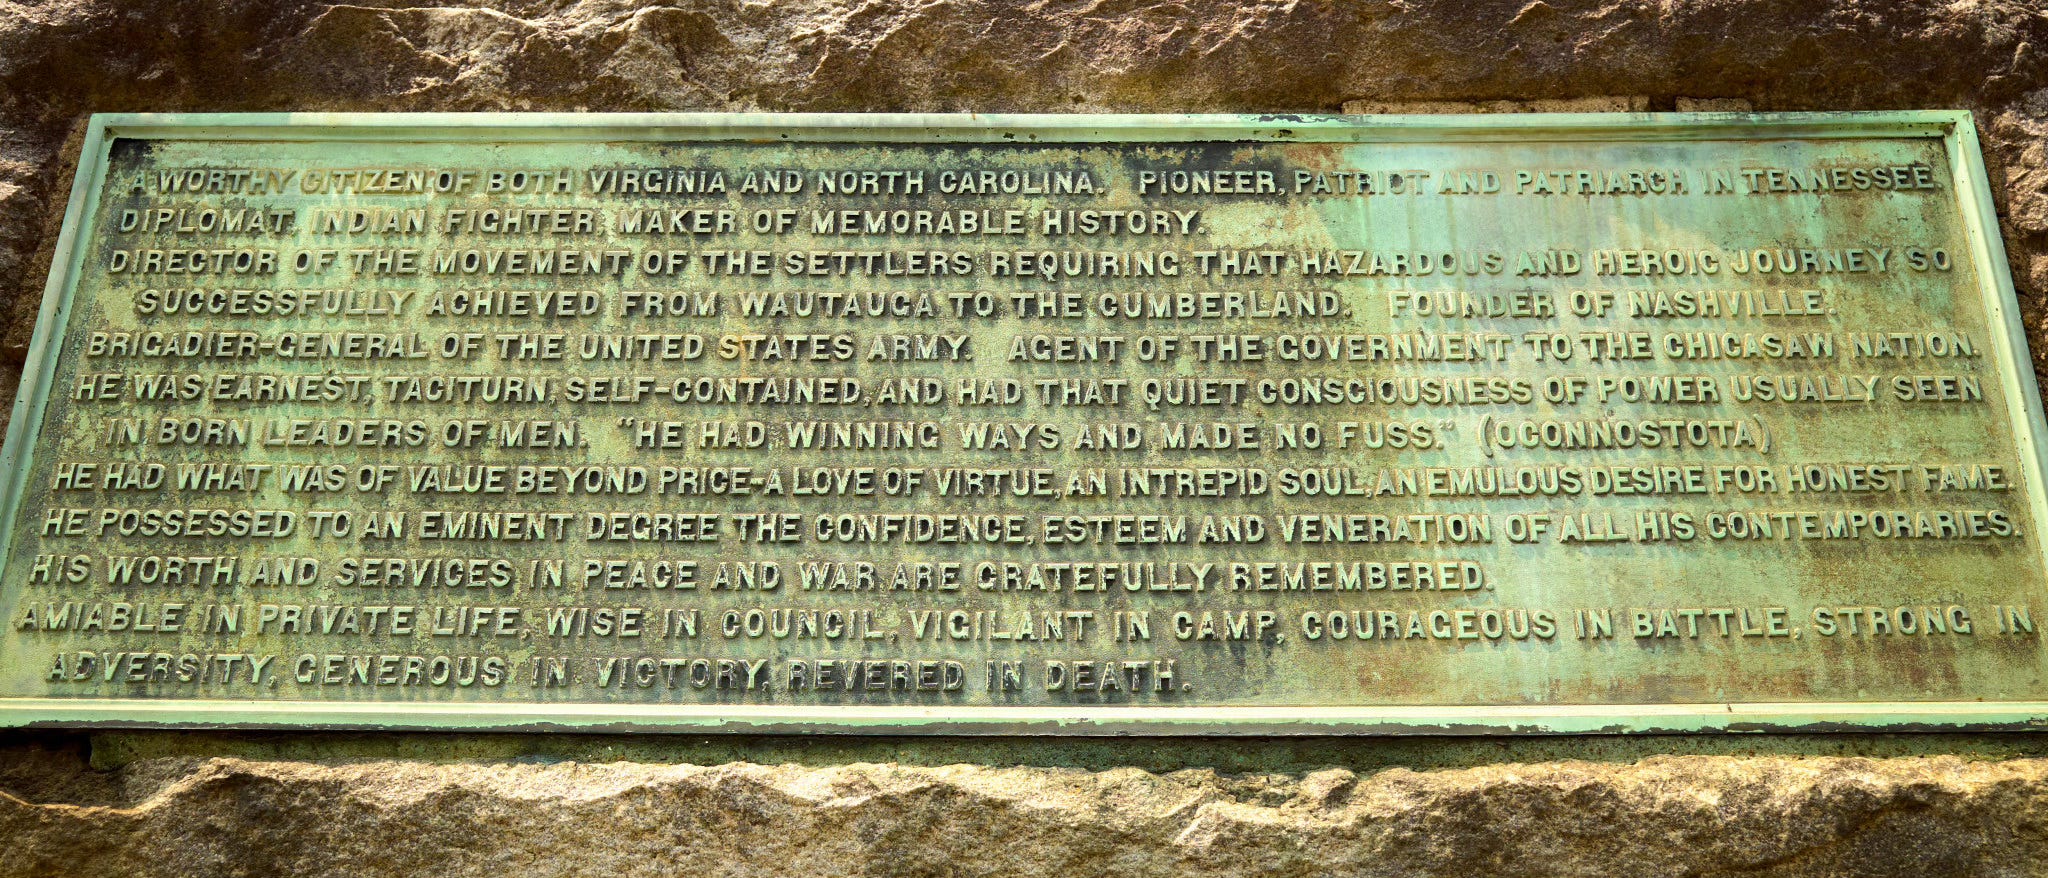 A WORTHY CITIZEN OF BOTH VIRGINIA AND NORTH CAROLINA. PIONEER, PATRIOT AND PATRIARCH IN TENNESSEE.
DIPLOMAT, INDIAN FIGHTER, MAKER OF MEMORABLE HISTORY.
DIRECTOR OF THE MOVEMENT OF THE SETTLERS REQUIRING THAT HAZARDOUS AND HEROIC JOURNEY SO
SUCCESSFULLY ACHIEVED FROM WAUTAUGA TO THE CUMBERLAND. FOUNDER OF NASHVILLE.
BRIGADIER-GENERAL OF THE UNITED STATES ARMY. AGENT OF THE GOVERNMENT TO THE CHICASAW NATION.
HE WAS EARNEST, TACITURN, SELF-CONTAINED, AND HAD THAT QUIET CONSCIOUSNESS OF POWER USUALLY SEEN
IN BORN LEADERS OF MEN. "HE HAD WINNING WAYS AND MADE NO FUSS." (OCONNOSTOTA)
HE HAD WHAT WAS OF VALUE BEYOND PRICE-A LOVE OF VIRTUE, AN INTREPID SOUL, AN EMULOUS DESIRE FOR HONEST FAME.
HE POSSESSED TO AN EMINENT DEGREE THE CONFIDENCE, ESTEEM AND VENERATION OF ALL HIS CONTEMPORARIES.
HIS WORTH AND SERVICES IN PEACE AND WAR ARE GRATEFULLY REMEMBERED.
AMIABLE IN PRIVATE LIFE, WISE IN COUNCIL, VIGILANT IN CAMP, COURAGEOUS IN BATTLE, STRONG IN
ADVERSITY, GENEROUS IN VICTORY, REVERED IN DEATH.